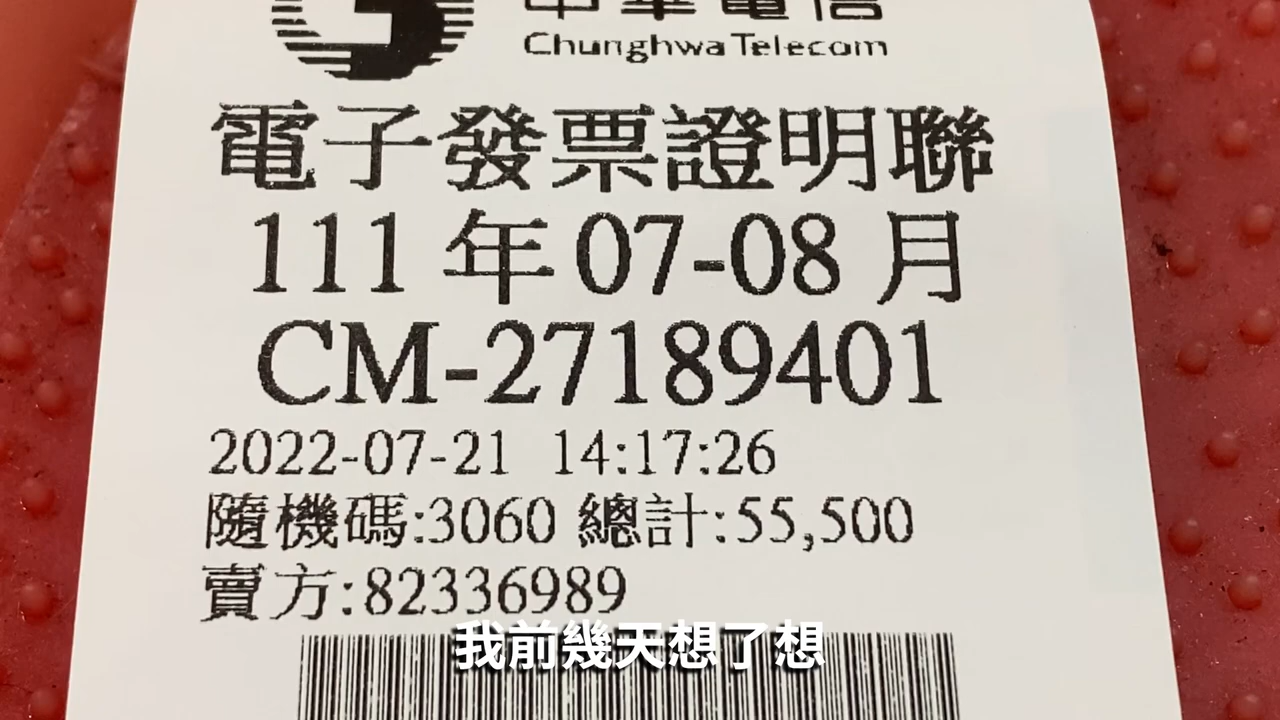 中華電信
Chunghwa Telecom
電子發票證明聯
111 年 07-08 月
CM-27189401
2022-07-21 14:17:26
隨機碼:3060 總計:55,500
賣方:82336989
我前幾天想了想